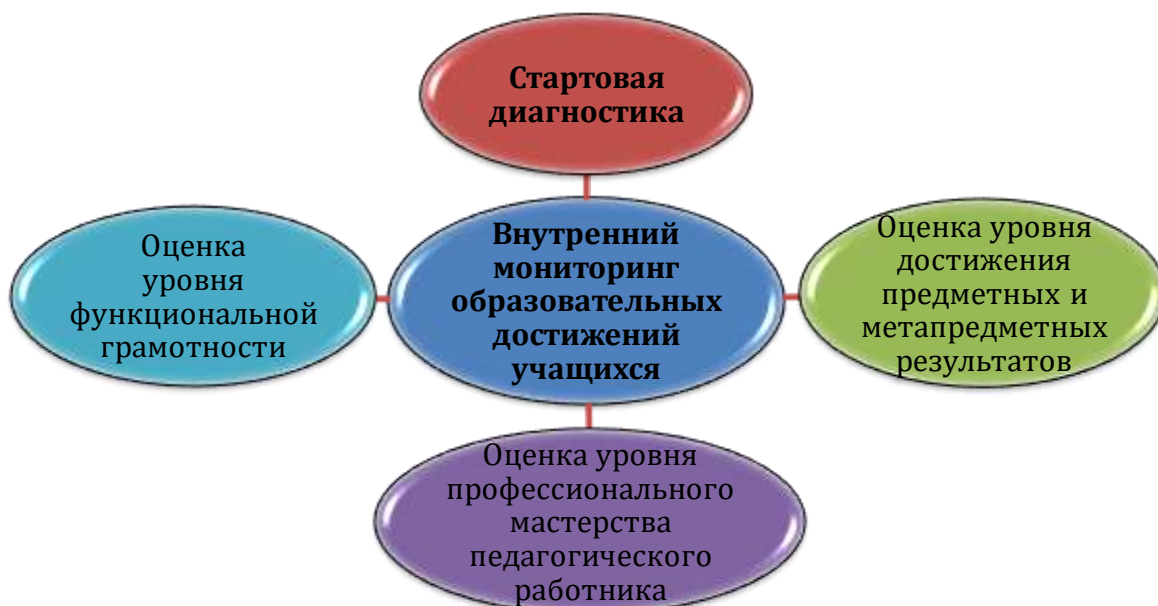 Стартовая
диагностика
Оценка
уровня
функциональной
грамотности
Внутренний
мониторинг
образовательных
достижений
учащихся
Оценка уровня
достижения
предметных и
метапредметных
результатов
Оценка уровня
профессионального
мастерства
педагогического
работника